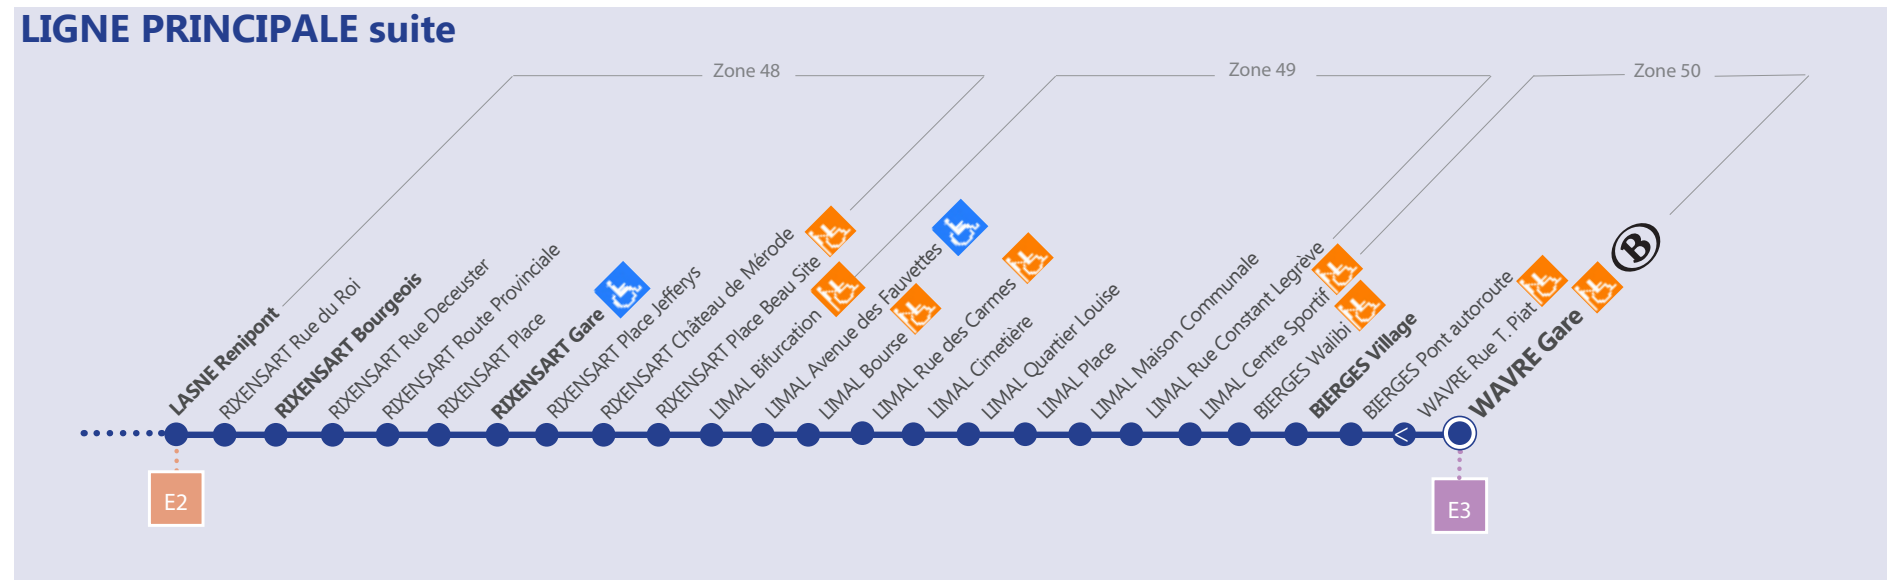 LIGNE PRINCIPALE suite
Zone 48
Zone 49
Zone 50
LASNE Renipont
RIXENSART Rue du Roi
RIXENSART Bourgeois
RIXENSART Rue Deceuster
RIXENSART Route Provinciale
RIXENSART Place
RIXENSART Gare
RIXENSART Place Jefferys
RIXENSART Château de Mérode
RIXENSART Place Beau Site
LIMAL Bifurcation
LIMAL Avenue des Fauvettes
LIMAL Bourse
LIMAL Rue des Carmes
LIMAL Cimetière
LIMAL Quartier Louise
LIMAL Place
LIMAL Maison Communale
LIMAL Rue Constant Legrève
LIMAL Centre Sportif
BIERGES Walibi
BIERGES Village
BIERGES Pont autoroute
WAVRE Rue T. Piat
WAVRE Gare
B
<
E2
E3